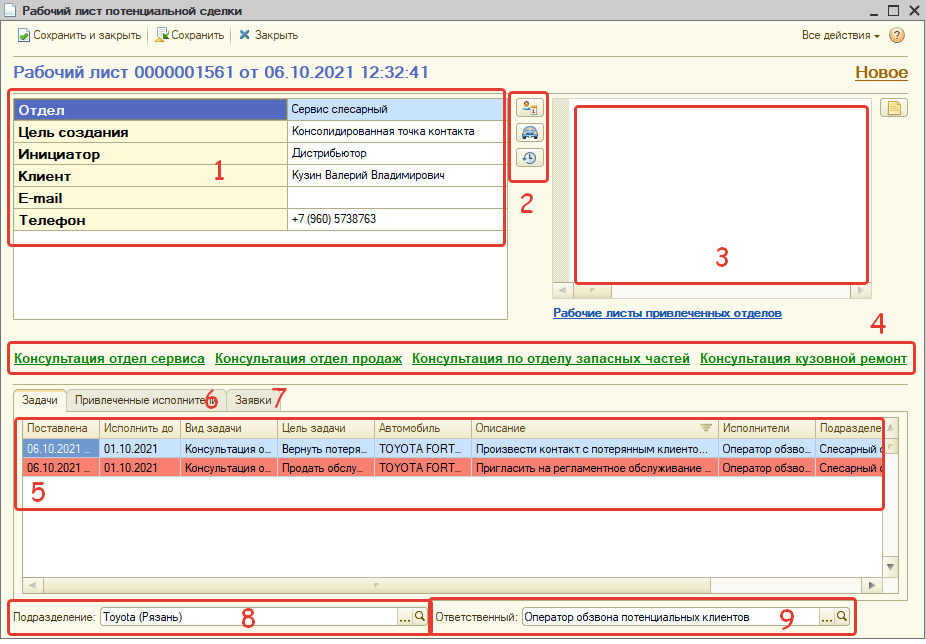 Рабочий лист потенциальной сделки
Сохранить и закрыть Сохранить Закрыть Все действия
Рабочий лист 0000001561 от 06.10.2021 12:32:41 Новое
Отдел Сервис слесарный
Цель создания Консолидированная точка контакта
Инициатор Дистрибьютор
Клиент Кузин Валерий Владимирович
E-mail
Телефон +7 (960) 5738763
1
2
3
Рабочие листы привлеченных отделов
4
Консультация отдел сервиса Консультация отдел продаж Консультация по отделу запасных частей Консультация кузовной ремонт
Задачи Привлеченные исполнители 6 Заявки 7
Поставлена Исполнить до Вид задачи Цель задачи Автомобиль Описание Исполнители Подразделе
06.10.2021 ... 01.10.2021 Консультация о... Вернуть потеря... TOYOTA FORT... Произвести контакт с потерянным клиенто... Оператор обзво... Слесарный
06.10.2021 ... 01.10.2021 Консультация о... Продать обслу... TOYOTA FORT... Пригласить на регламентное обслуживание ... Оператор обзво... Слесарный
5
Подразделение: Toyota (Рязань) 8 ... Ответственный: Оператор обзвона потенциальных клиентов 9 ...